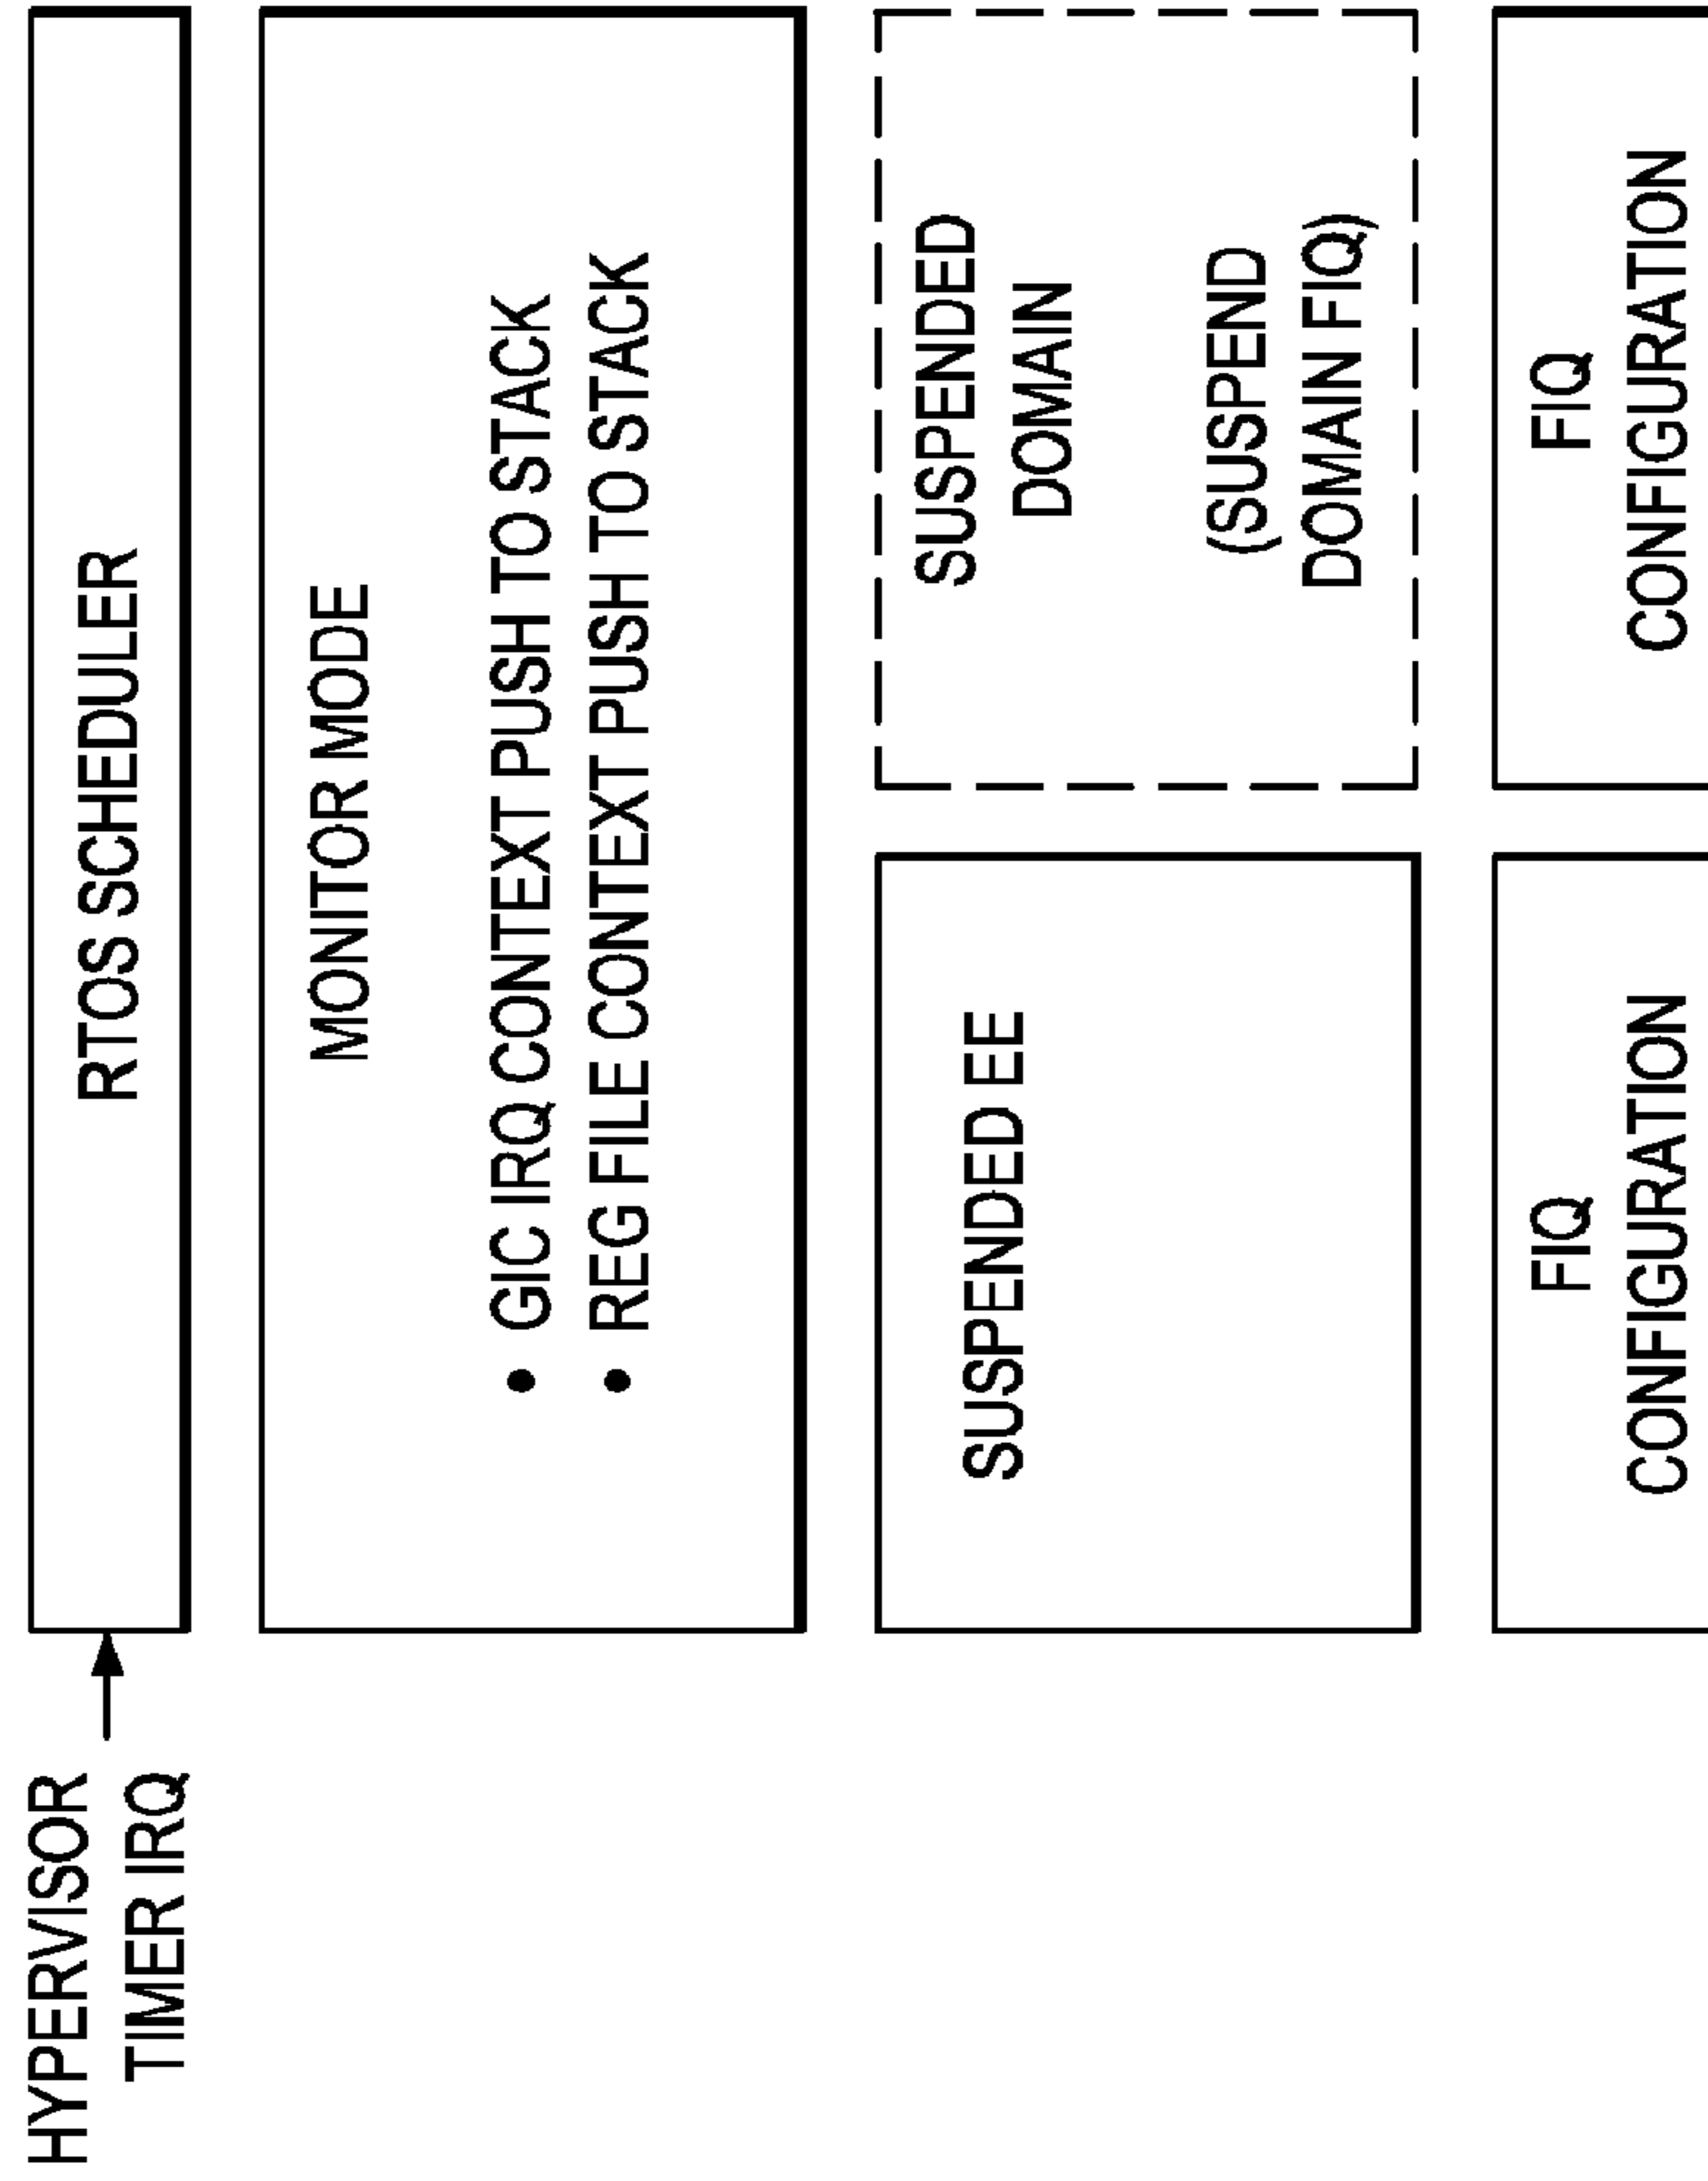 HYPERVISOR
TIMER IRQ
RTOS SCHEDULER
MONITOR MODE
• GIC IRQ CONTEXT PUSH TO STACK
• REG FILE CONTEXT PUSH TO STACK
SUSPENDED EE
SUSPENDED
DOMAIN
(SUSPEND
DOMAIN FIQ)
FIQ
CONFIGURATION
FIQ
CONFIGURATION